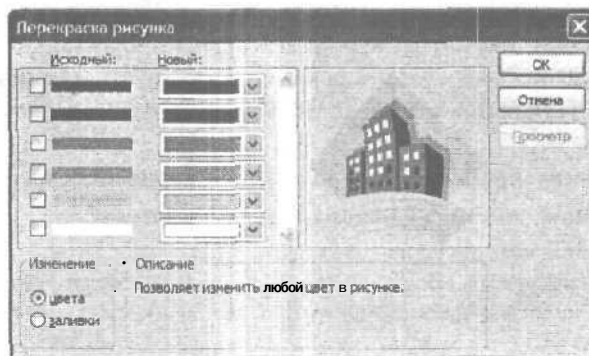 Перекраска рисунка
Исходный: Новый:
ОК
Отмена
Просмотр
Изменение
Описание
цвета
заливки
Позволяет изменить любой цвет в рисунке.